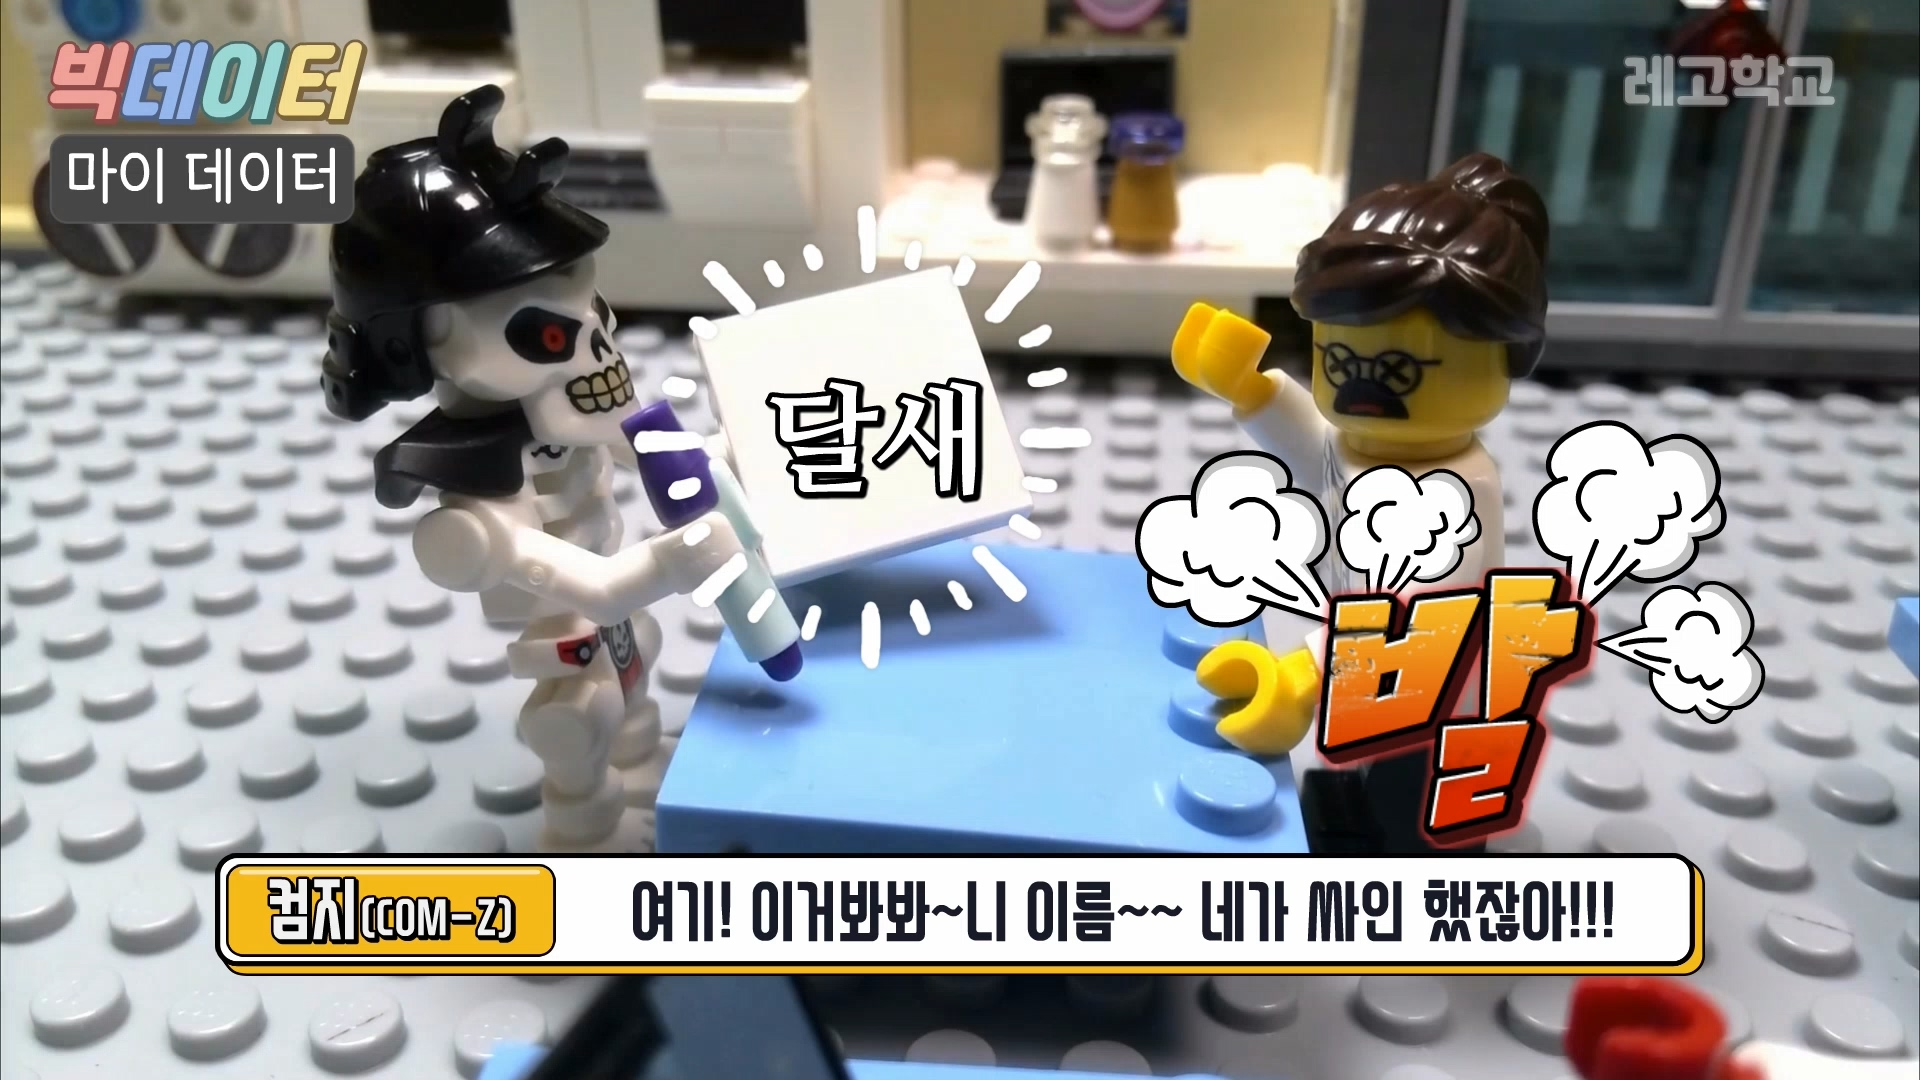 빅데이터
마이 데이터
레고학교
달새
발
컴지(COM-Z)
여기! 이거봐봐~니 이름~~ 네가 싸인 했잖아!!!